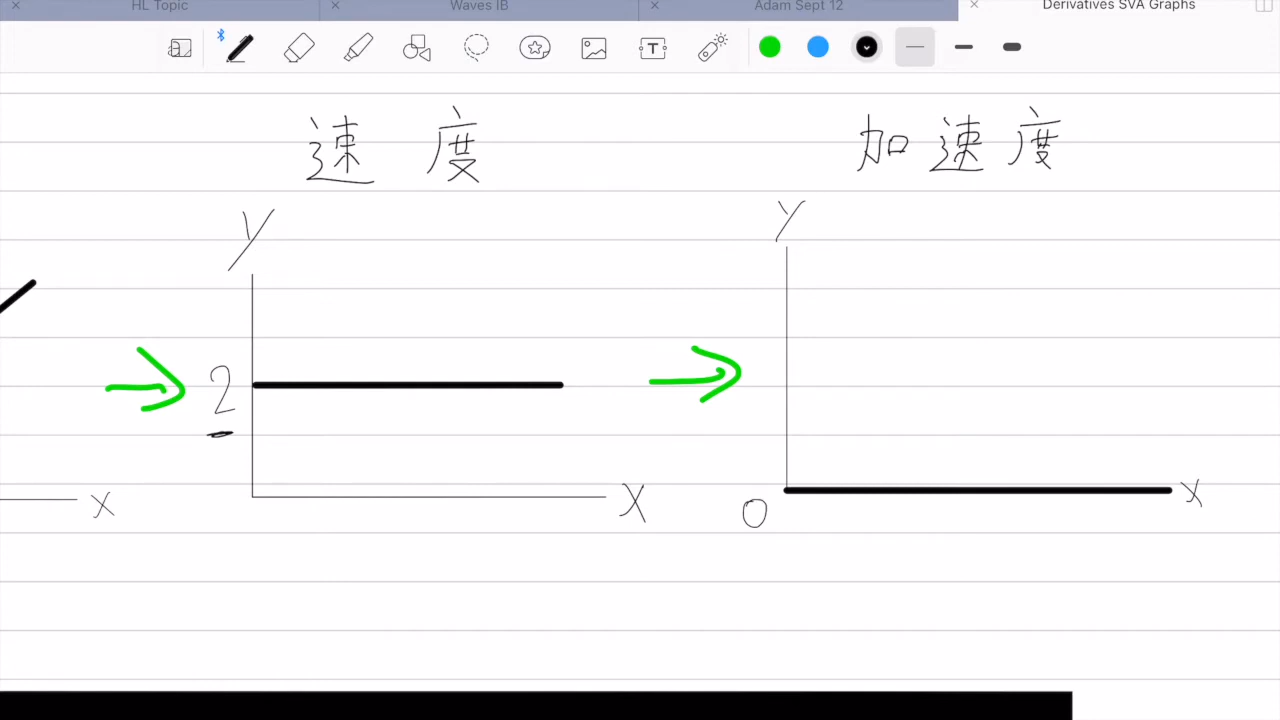 HL Topic
Waves IB
Adam Sept 12
Derivatives SVA Graphs
T
速度
加速度
Y
Y
2
X
X
0
X